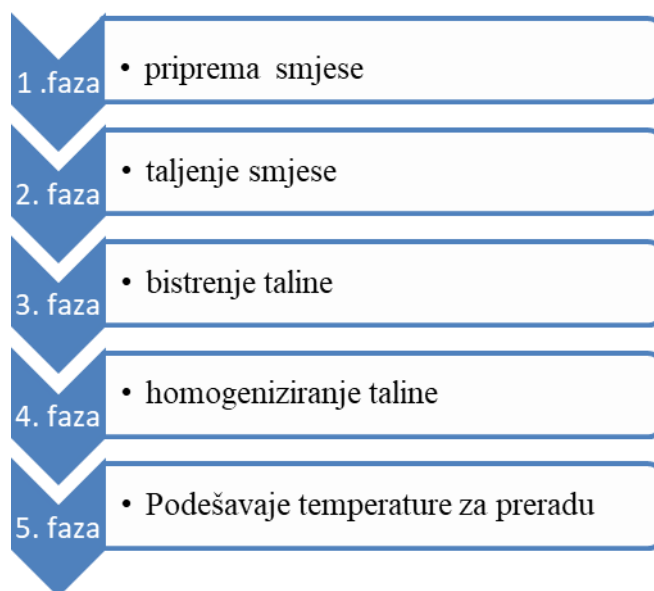 1 .faza
• priprema smjese
2. faza
• taljenje smjese
3. faza
• bistrenje taline
4. faza
• homogeniziranje taline
5. faza
• Podešavaje temperature za preradu